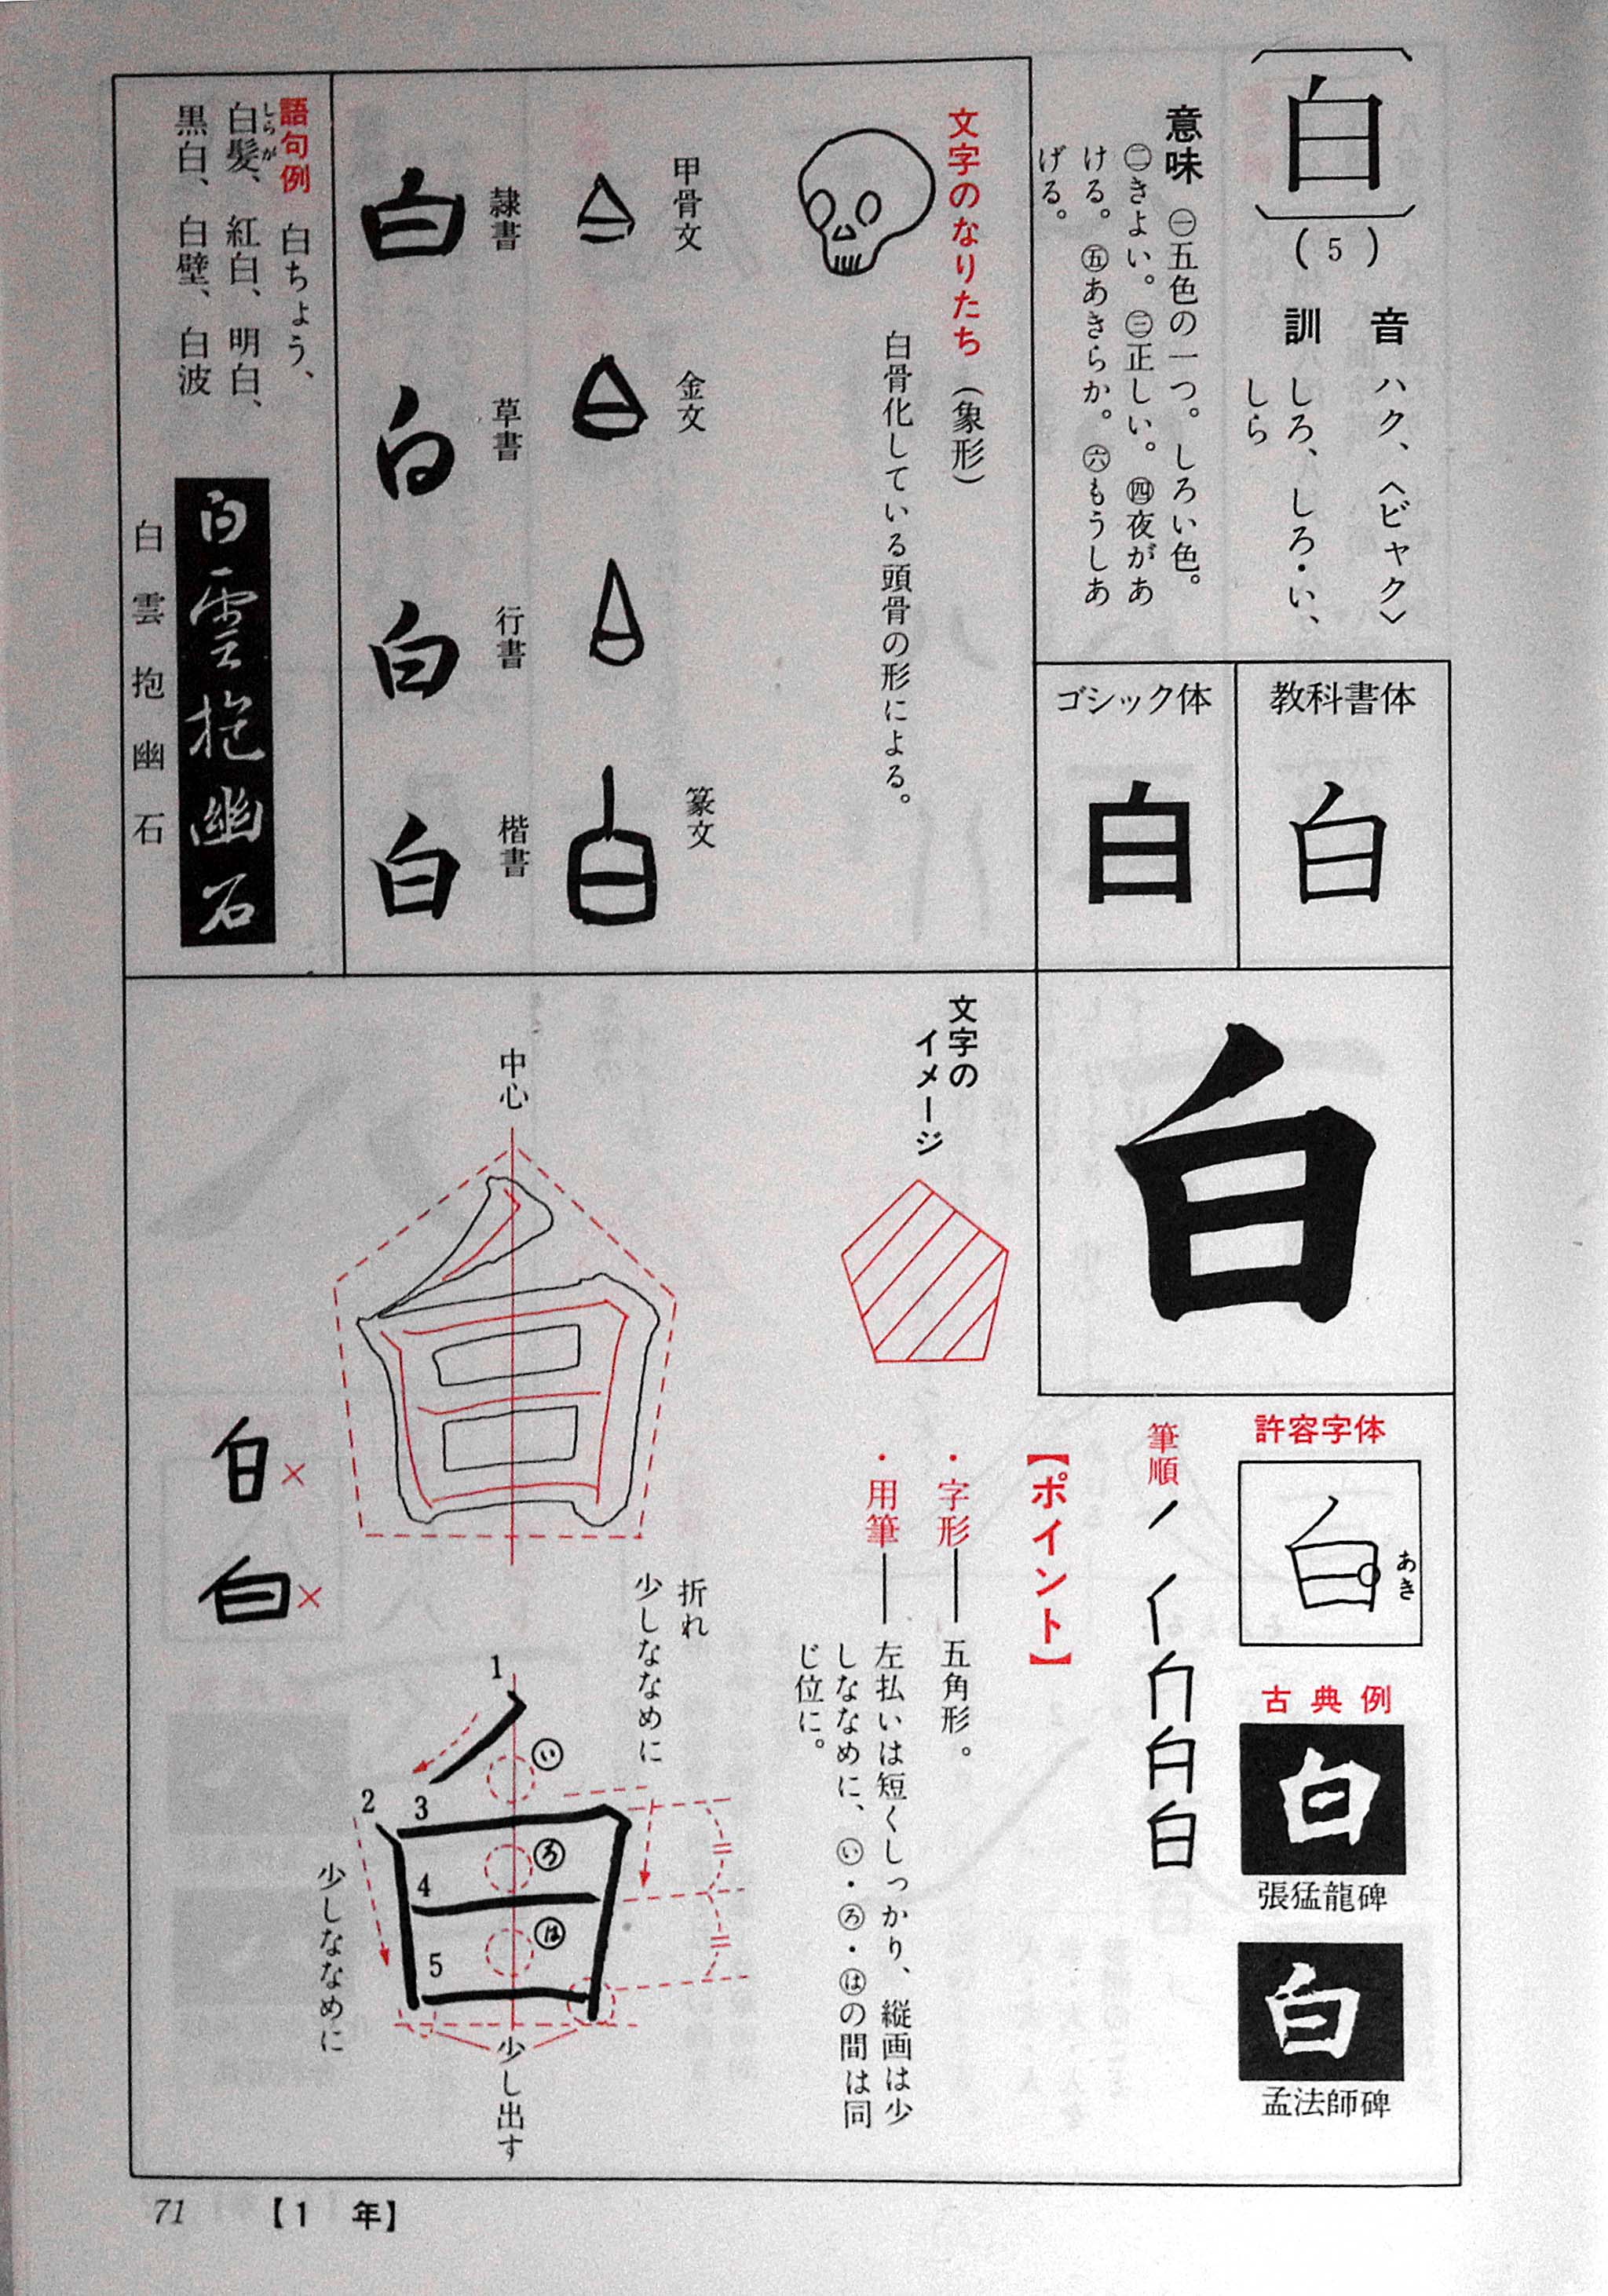 白
(5)
音 ハク、〈ビャク〉
訓 しろ、しろ・い、
しら
意味 ㊀五色の一つ。しろい色。
㊁きよい。㊂正しい。㊃夜があ
ける。㊄あきらか。㊅もうしあ
げる。
教科書体
白
ゴシック体
白
文字のなりたち (象形)
白骨化している頭骨の形による。
甲骨文
金文
篆文
隷書
白
草書
白
行書
白
楷書
白
語句例 白ちょう、
白髪、紅白、明白、
しらが
黒白、白壁、白波
白雲抱幽石
白雲抱幽石
白
許容字体
白
あき
古典例
白
張猛龍碑
白
孟法師碑
筆順
白
【ポイント】
・字形——五角形。
・用筆——左払いは短くしっかり、縦画は少
しななめに、い・ろ・はの間は同
じ位に。
文字の
イメージ
中心
白×
白×
折れ
少しななめに
1
2
3
4
5
い
ろ
は
少しななめに
少し出す
71
【1 年】